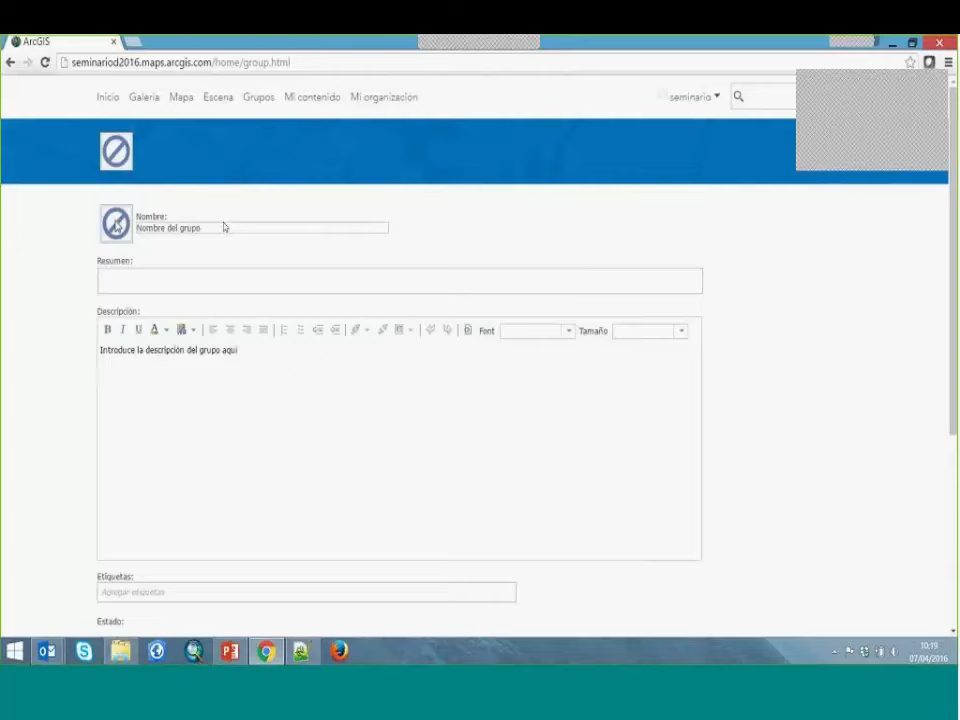 ArcGIS
seminariod2016.maps.arcgis.com/home/group.html
Inicio Galería Mapa Escena Grupos Mi contenido Mi organización seminario
Nombre:
Nombre del grupo
Resumen:
Descripción:
B I U A Font Tamaño
Introduce la descripción del grupo aquí
Etiquetas:
Agregar etiquetas
Estado:
10:19
07/04/2016